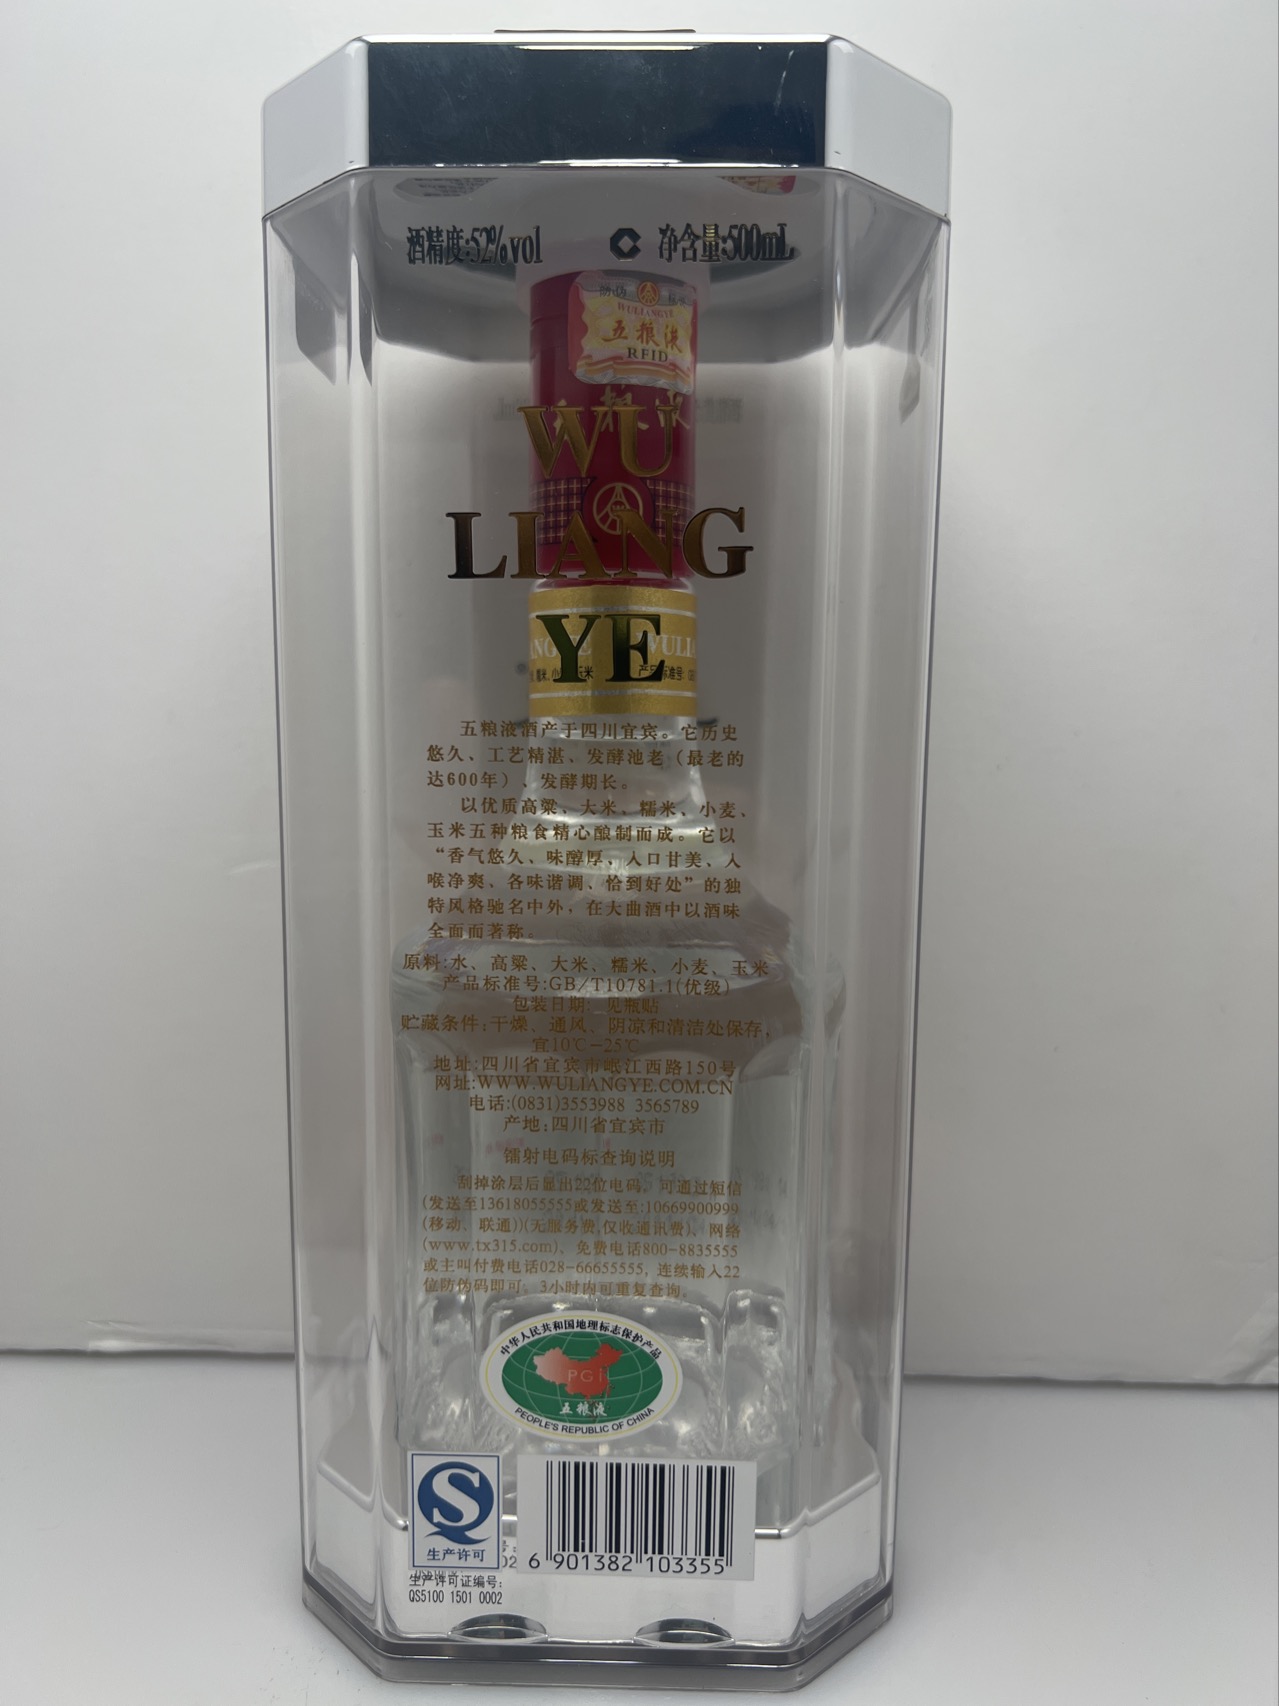 酒精度:52%vol 净含量:500mL
WULIANGYE
五粮液
RFID
WU
LIANG
YE
五粮液酒产于四川宜宾。它历史
悠久、工艺精湛、发酵池老（最老的
达600年）、发酵期长。
以优质高粱、大米、糯米、小麦、
玉米五种粮食精心酿制而成。它以
“香气悠久、味醇厚、入口甘美、入
喉净爽、各味谐调、恰到好处”的独
特风格驰名中外，在大曲酒中以酒味
全面而著称。
原料:水、高粱、大米、糯米、小麦、玉米
产品标准号:GB/T10781.1(优级)
包装日期: 见瓶贴
贮藏条件:干燥、通风、阴凉和清洁处保存,
宜10℃-25℃
地址:四川省宜宾市岷江西路150号
网址:WWW.WULIANGYE.COM.CN
电话:(0831)3553988 3565789
产地:四川省宜宾市
镭射电码标查询说明
刮掉涂层后显出22位电码，可通过短信
(发送至13618055555或发送至:10669900999
(移动、联通))(无服务费,仅收通讯费)、网络
(www.tx315.com)、免费电话800-8835555
或主叫付费电话028-66655555, 连续输入22
位防伪码即可，3小时内可重复查询。
中华人民共和国地理标志保护产品
PGI
五粮液
PEOPLE'S REPUBLIC OF CHINA
生产许可
6 901382 103355
生产许可证编号:
QS5100 1501 0002